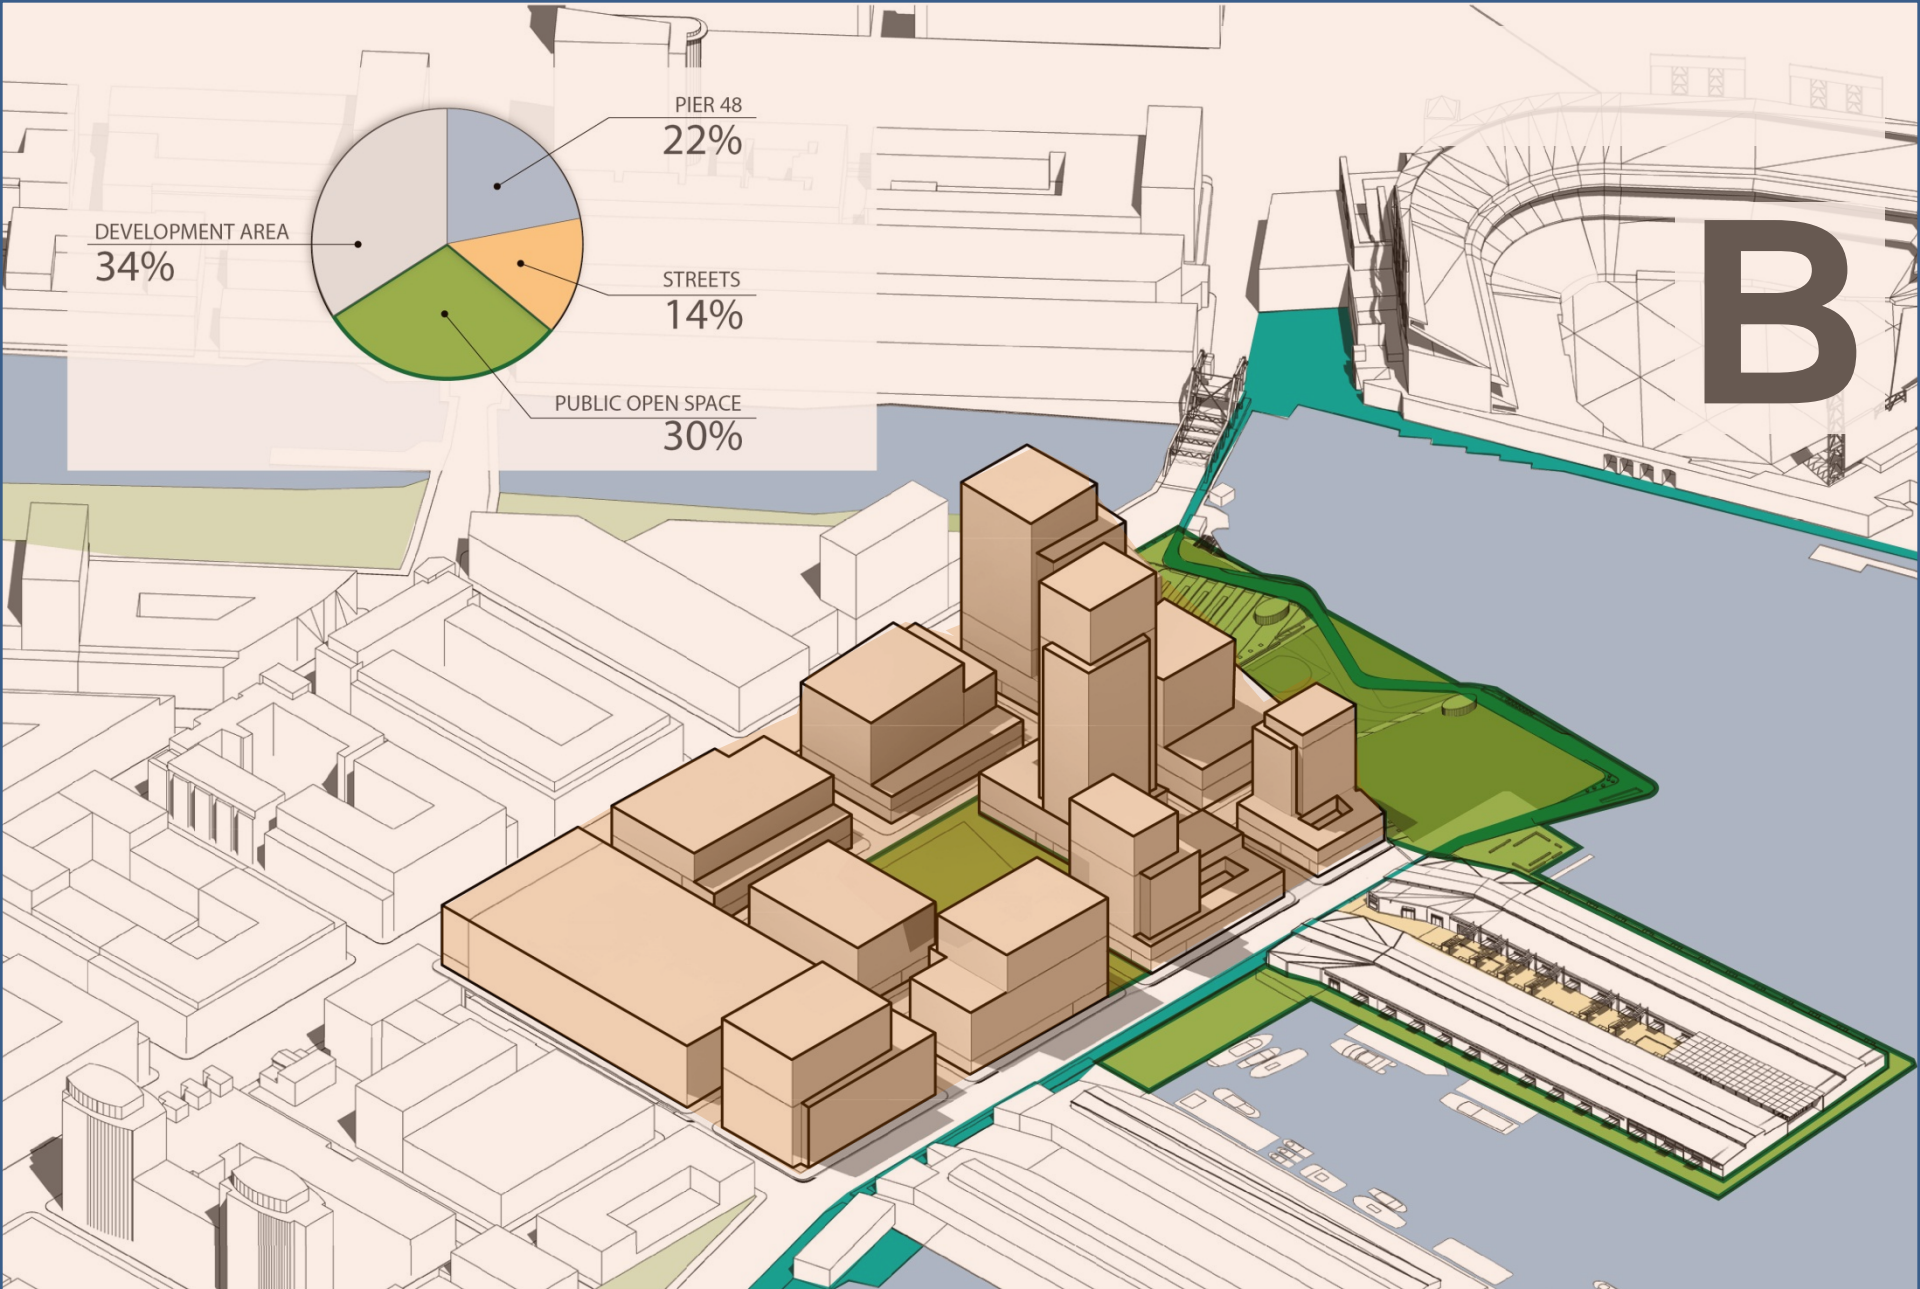 PIER 48
22%
DEVELOPMENT AREA
34%
STREETS
14%
PUBLIC OPEN SPACE
30%
B